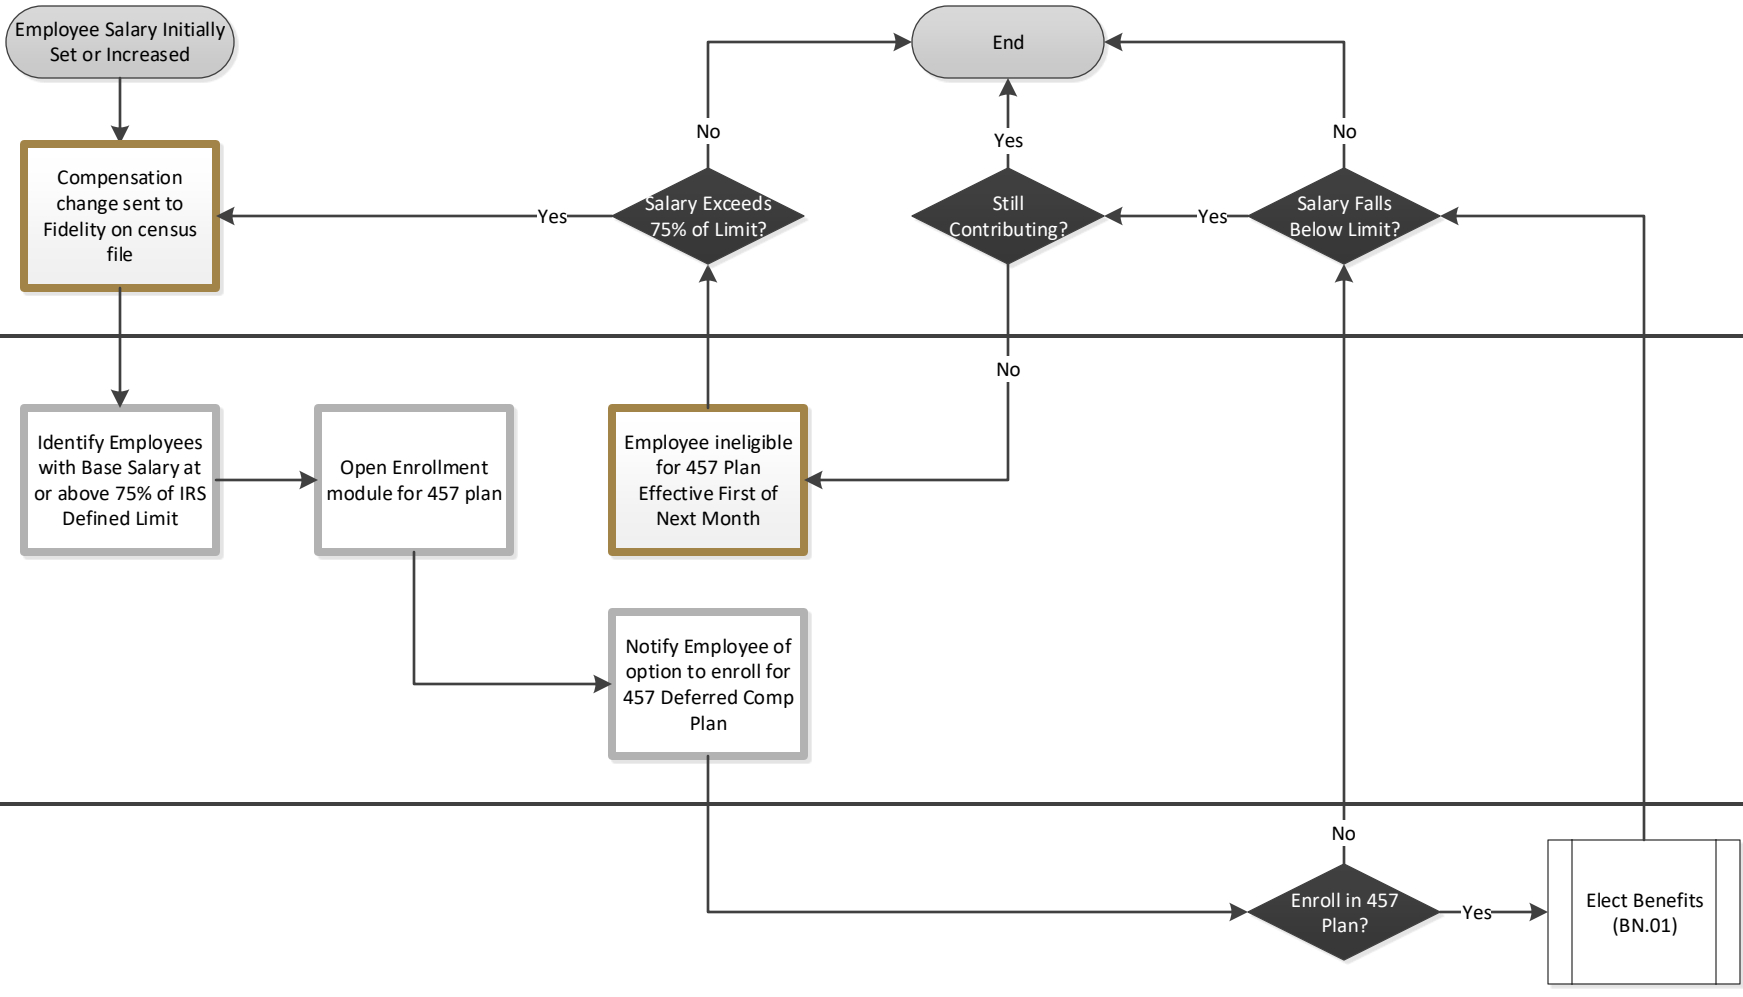 Employee Salary Initially
Set or Increased
End
No
Yes
No
Compensation
change sent to
Fidelity on census
file
Yes
Salary Exceeds
75% of Limit?
Still
Contributing?
Yes
Salary Falls
Below Limit?
No
Identify Employees
with Base Salary at
or above 75% of IRS
Defined Limit
Open Enrollment
module for 457 plan
Employee ineligible
for 457 Plan
Effective First of
Next Month
Notify Employee of
option to enroll for
457 Deferred Comp
Plan
No
Enroll in 457
Plan?
Yes
Elect Benefits
(BN.01)